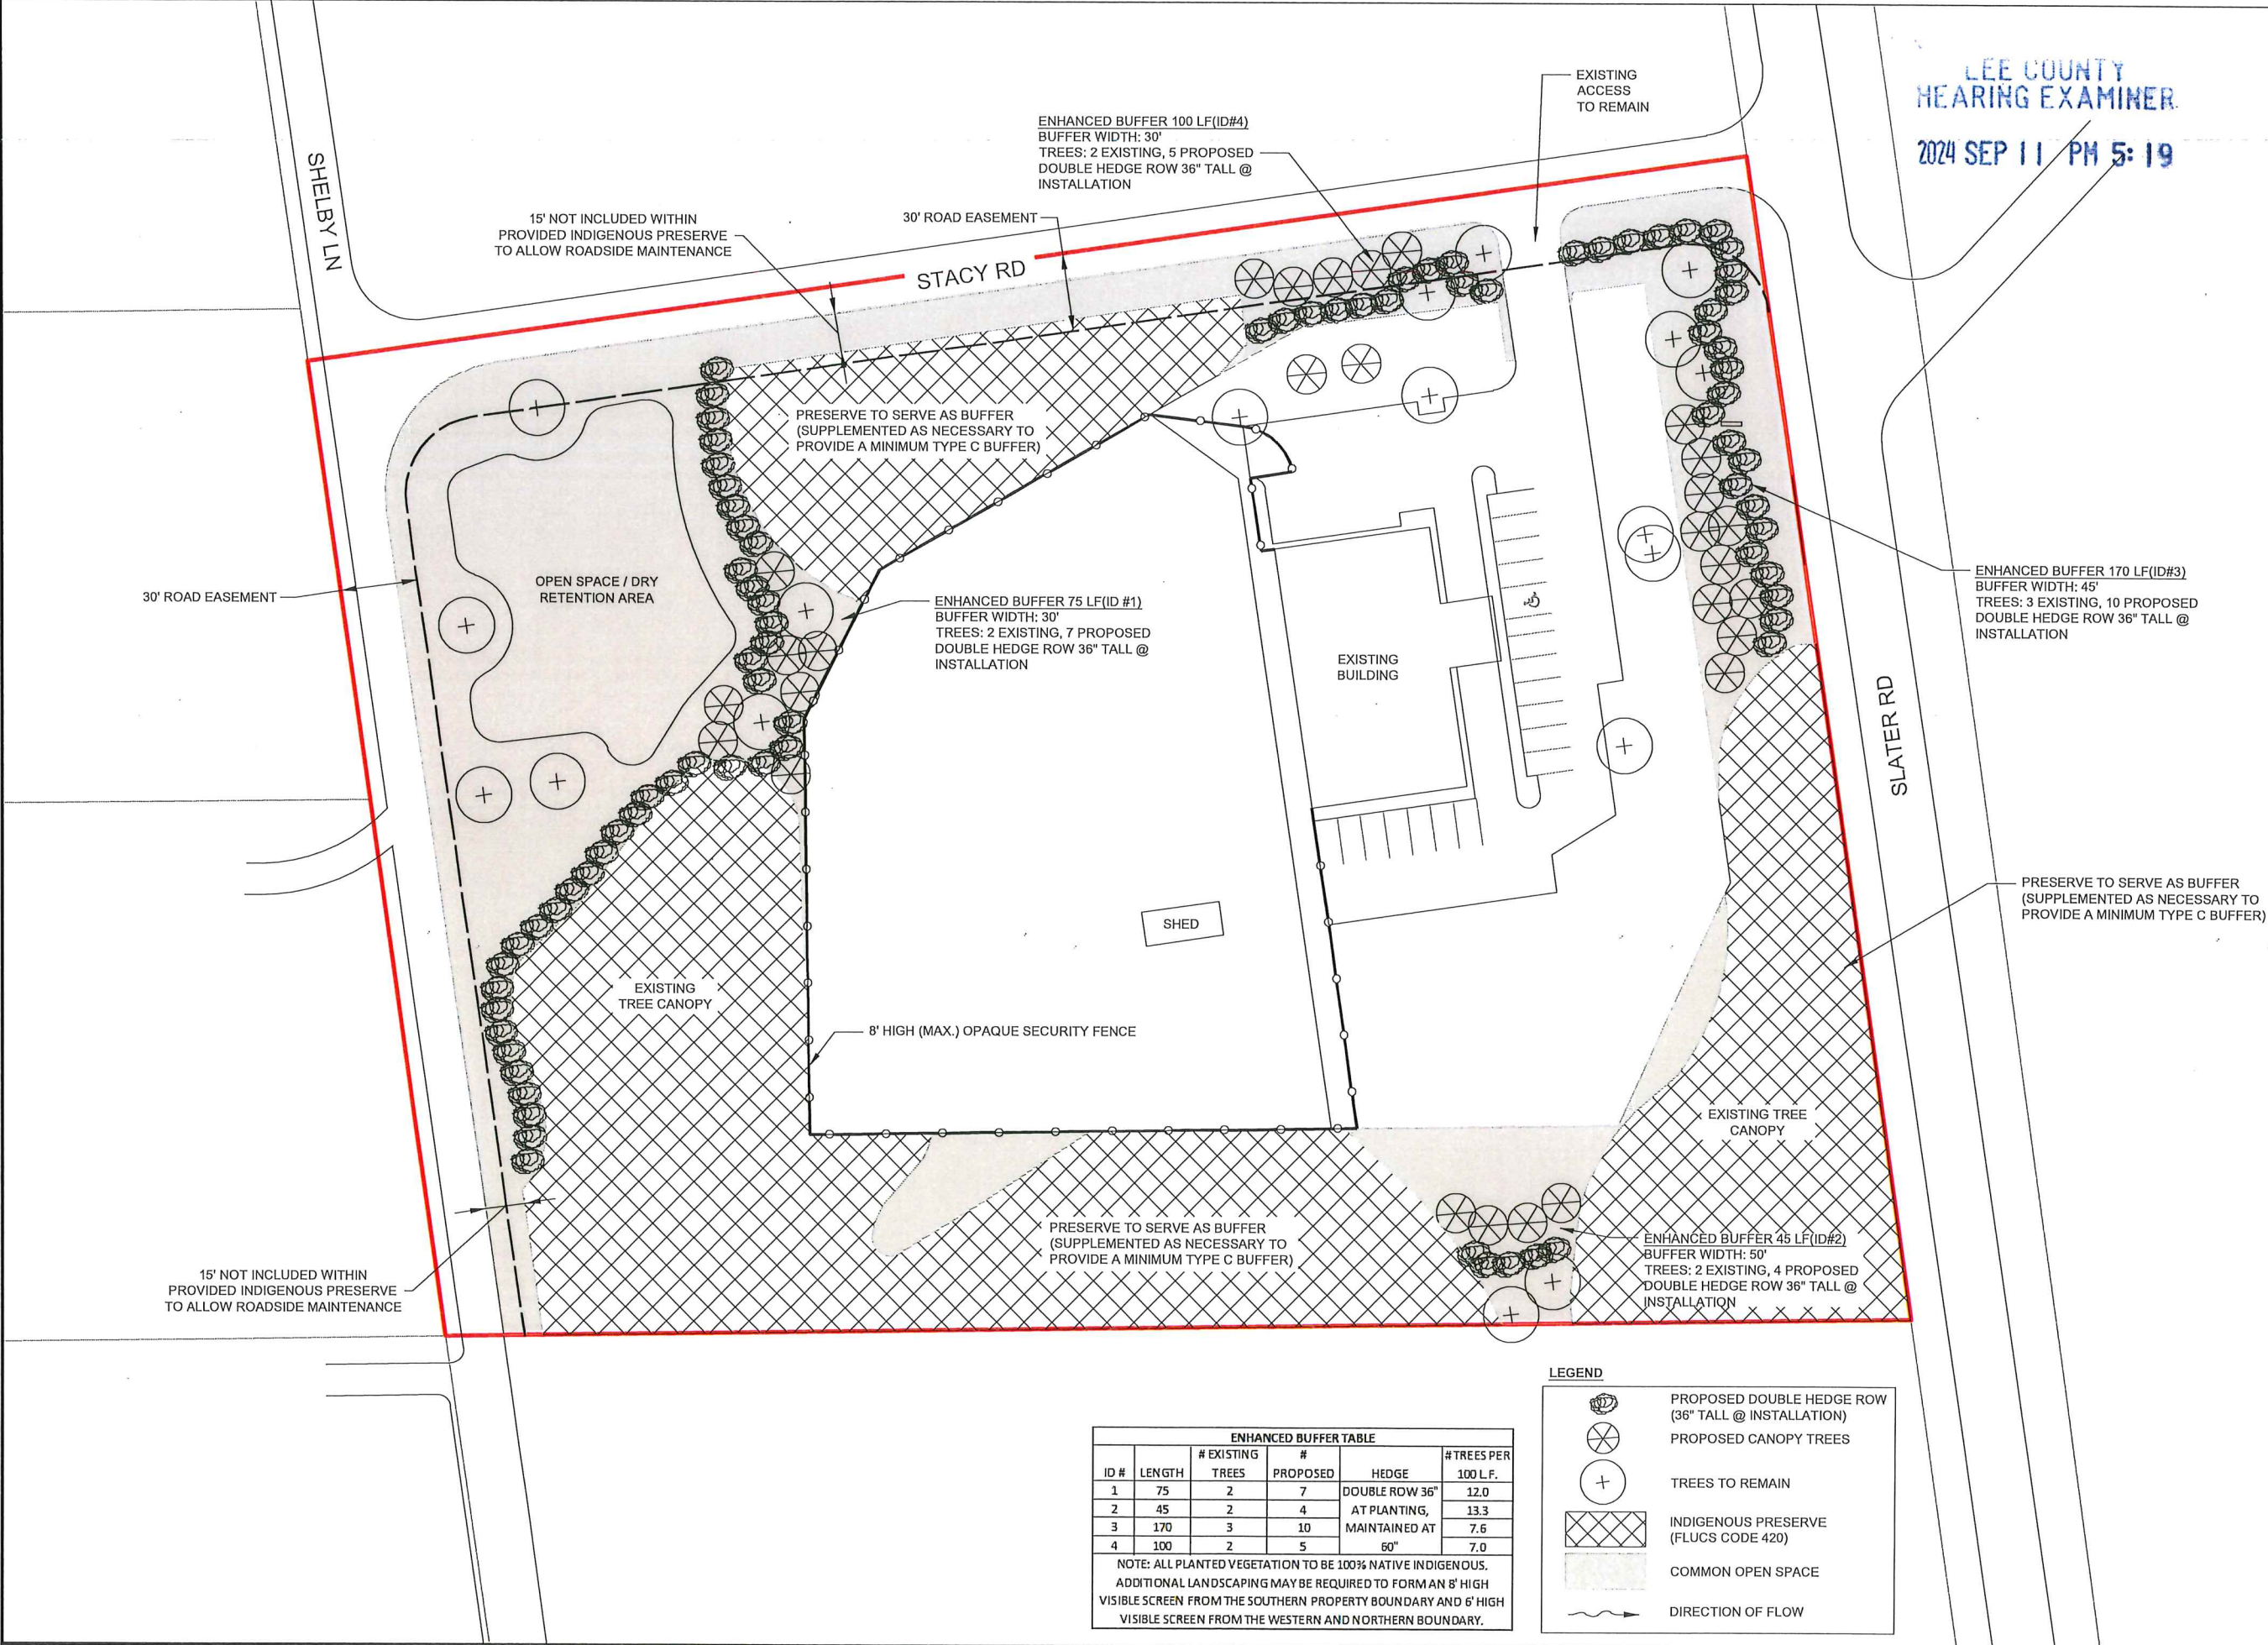 LEE COUNTY
HEARING EXAMINER
2024 SEP 11 PM 5:19
EXISTING
ACCESS
TO REMAIN
ENHANCED BUFFER 100 LF(ID#4)
BUFFER WIDTH: 30'
TREES: 2 EXISTING, 5 PROPOSED
DOUBLE HEDGE ROW 36" TALL @
INSTALLATION
SHELBY LN
15' NOT INCLUDED WITHIN
PROVIDED INDIGENOUS PRESERVE
TO ALLOW ROADSIDE MAINTENANCE
30' ROAD EASEMENT
STACY RD
PRESERVE TO SERVE AS BUFFER
(SUPPLEMENTED AS NECESSARY TO
PROVIDE A MINIMUM TYPE C BUFFER)
30' ROAD EASEMENT
OPEN SPACE / DRY
RETENTION AREA
ENHANCED BUFFER 75 LF(ID #1)
BUFFER WIDTH: 30'
TREES: 2 EXISTING, 7 PROPOSED
DOUBLE HEDGE ROW 36" TALL @
INSTALLATION
ENHANCED BUFFER 170 LF(ID#3)
BUFFER WIDTH: 45'
TREES: 3 EXISTING, 10 PROPOSED
DOUBLE HEDGE ROW 36" TALL @
INSTALLATION
EXISTING
BUILDING
SLATER RD
PRESERVE TO SERVE AS BUFFER
(SUPPLEMENTED AS NECESSARY TO
PROVIDE A MINIMUM TYPE C BUFFER)
SHED
EXISTING
TREE CANOPY
8' HIGH (MAX.) OPAQUE SECURITY FENCE
EXISTING TREE
CANOPY
PRESERVE TO SERVE AS BUFFER
(SUPPLEMENTED AS NECESSARY TO
PROVIDE A MINIMUM TYPE C BUFFER)
ENHANCED BUFFER 45 LF(ID#2)
BUFFER WIDTH: 50'
TREES: 2 EXISTING, 4 PROPOSED
DOUBLE HEDGE ROW 36" TALL @
INSTALLATION
15' NOT INCLUDED WITHIN
PROVIDED INDIGENOUS PRESERVE
TO ALLOW ROADSIDE MAINTENANCE
ENHANCED BUFFER TABLE
# EXISTING # # TREES PER
ID # LENGTH TREES PROPOSED HEDGE 100 L.F.
1 75 2 7 DOUBLE ROW 36" 12.0
2 45 2 4 AT PLANTING, 13.3
3 170 3 10 MAINTAINED AT 7.6
4 100 2 5 60" 7.0
NOTE: ALL PLANTED VEGETATION TO BE 100% NATIVE INDIGENOUS.
ADDITIONAL LANDSCAPING MAY BE REQUIRED TO FORM AN 8' HIGH
VISIBLE SCREEN FROM THE SOUTHERN PROPERTY BOUNDARY AND 6' HIGH
VISIBLE SCREEN FROM THE WESTERN AND NORTHERN BOUNDARY.
LEGEND
PROPOSED DOUBLE HEDGE ROW
(36" TALL @ INSTALLATION)
PROPOSED CANOPY TREES
TREES TO REMAIN
INDIGENOUS PRESERVE
(FLUCS CODE 420)
COMMON OPEN SPACE
DIRECTION OF FLOW